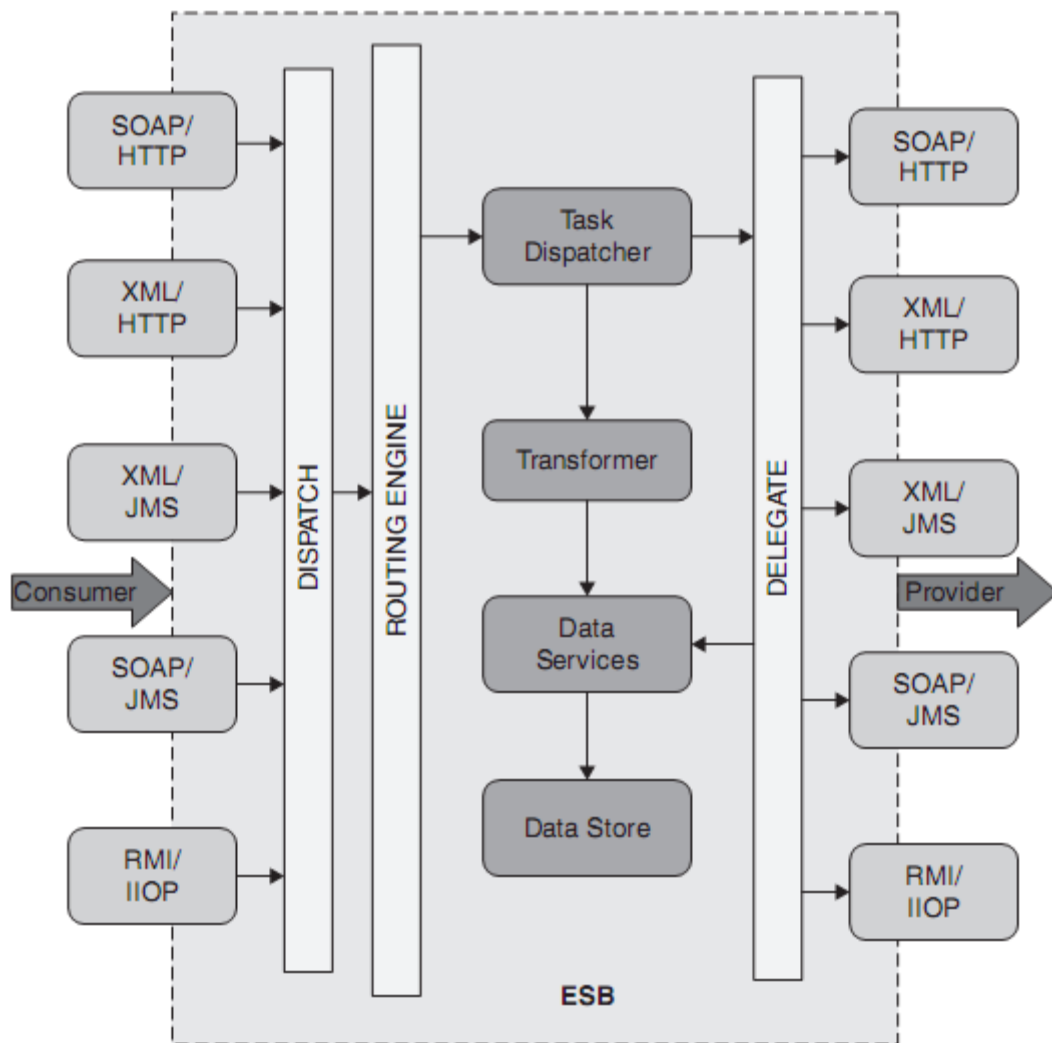 SOAP/
HTTP
XML/
HTTP
XML/
JMS
Consumer
SOAP/
JMS
RMI/
IIOP
DISPATCH
ROUTING ENGINE
Task
Dispatcher
Transformer
Data
Services
Data Store
ESB
DELEGATE
SOAP/
HTTP
XML/
HTTP
XML/
JMS
Provider
SOAP/
JMS
RMI/
IIOP